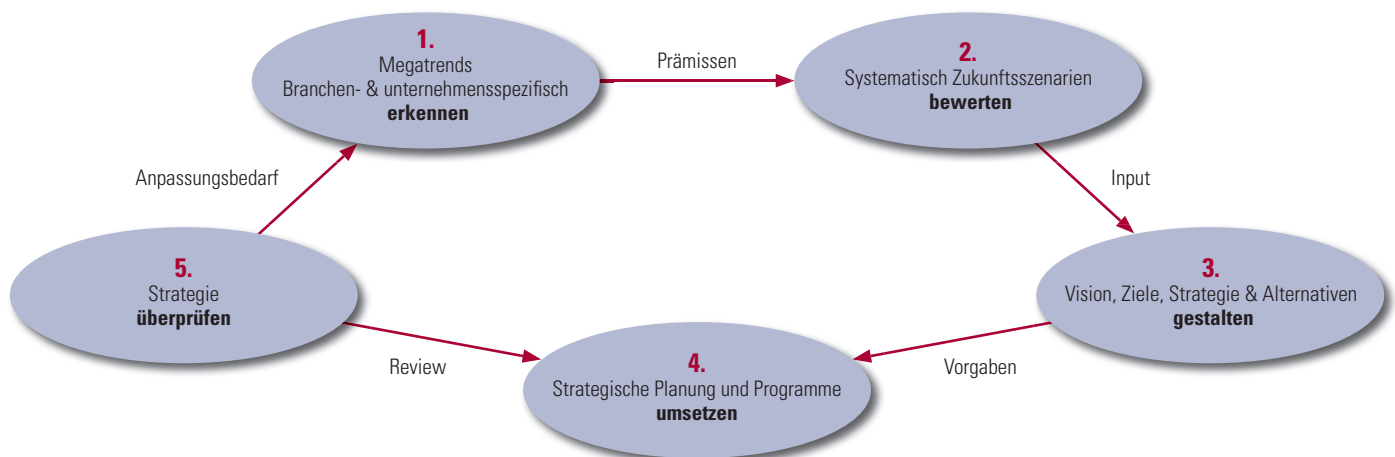 1.
Megatrends
Branchen- & unternehmensspezifisch
erkennen
Prämissen
2.
Systematisch Zukunftsszenarien
bewerten
Input
3.
Vision, Ziele, Strategie & Alternativen
gestalten
Vorgaben
4.
Strategische Planung und Programme
umsetzen
Review
5.
Strategie
überprüfen
Anpassungsbedarf